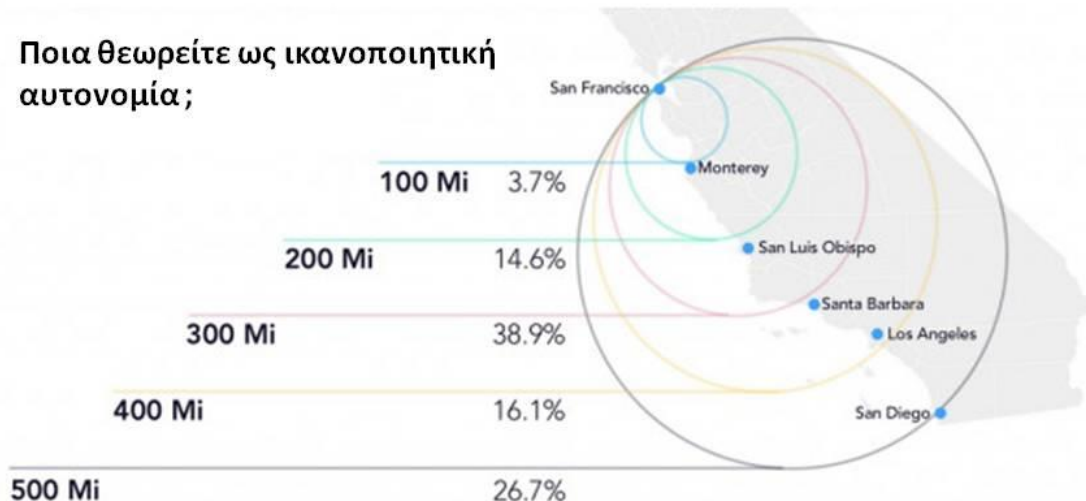 Ποια θεωρείτε ως ικανοποιητική
αυτονομία;
San Francisco
Monterey
100 Mi 3.7%
San Luis Obispo
200 Mi 14.6%
Santa Barbara
300 Mi 38.9%
Los Angeles
400 Mi 16.1%
San Diego
500 Mi 26.7%